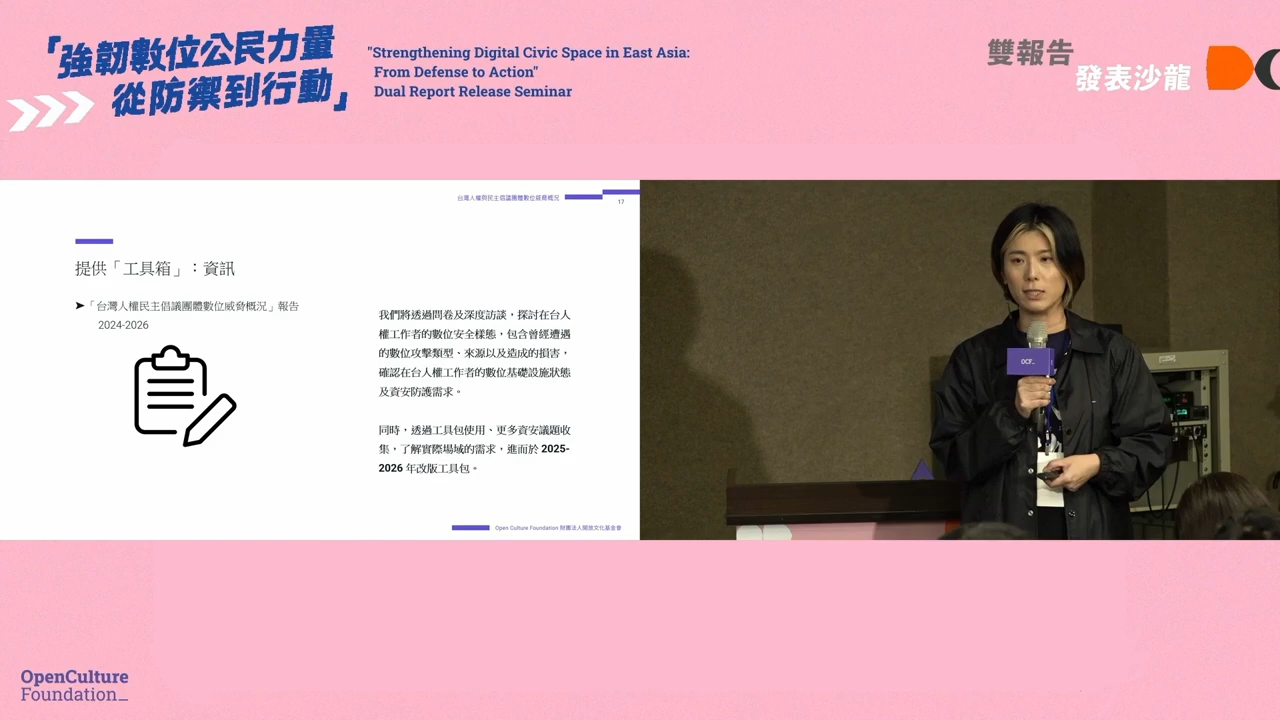 「強韌數位公民力量
從防禦到行動」
"Strengthening Digital Civic Space in East Asia:
From Defense to Action"
Dual Report Release Seminar
雙報告
發表沙龍
台灣人權與民主倡議團體數位威脅概況
17
提供「工具箱」：資訊
➤「台灣人權民主倡議團體數位威脅概況」報告
2024-2026
我們將透過問卷及深度訪談，探討在台人
權工作者的數位安全樣態，包含曾經遭遇
的數位攻擊類型、來源以及造成的損害，
確認在台人權工作者的數位基礎設施狀態
及資安防護需求。
同時，透過工具包使用、更多資安議題收
集，了解實際場域的需求，進而於 2025-
2026 年改版工具包。
Open Culture Foundation 財團法人開放文化基金會
OCF_
OpenCulture
Foundation_